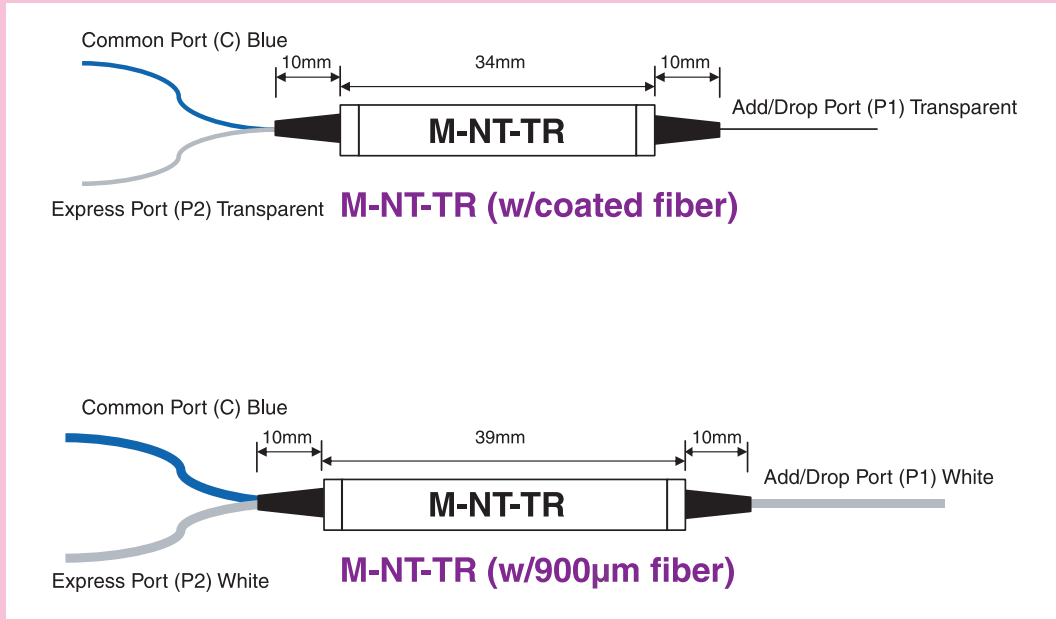 Common Port (C) Blue
10mm
34mm
10mm
Add/Drop Port (P1) Transparent
M-NT-TR
Express Port (P2) Transparent
M-NT-TR (w/coated fiber)
Common Port (C) Blue
10mm
39mm
10mm
Add/Drop Port (P1) White
M-NT-TR
Express Port (P2) White
M-NT-TR (w/900µm fiber)